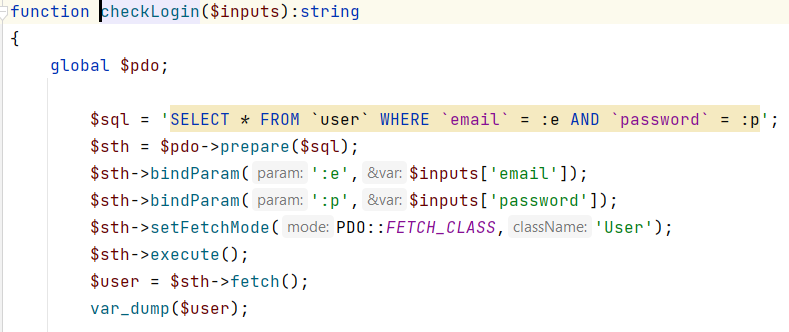 function checkLogin($inputs):string
{
    global $pdo;
        $sql = 'SELECT * FROM `user` WHERE `email` = :e AND `password` = :p';
        $sth = $pdo->prepare($sql);
        $sth->bindParam( param: ':e', &var: $inputs['email']);
        $sth->bindParam( param: ':p', &var: $inputs['password']);
        $sth->setFetchMode( mode: PDO::FETCH_CLASS, className: 'User');
        $sth->execute();
        $user = $sth->fetch();
        var_dump($user);